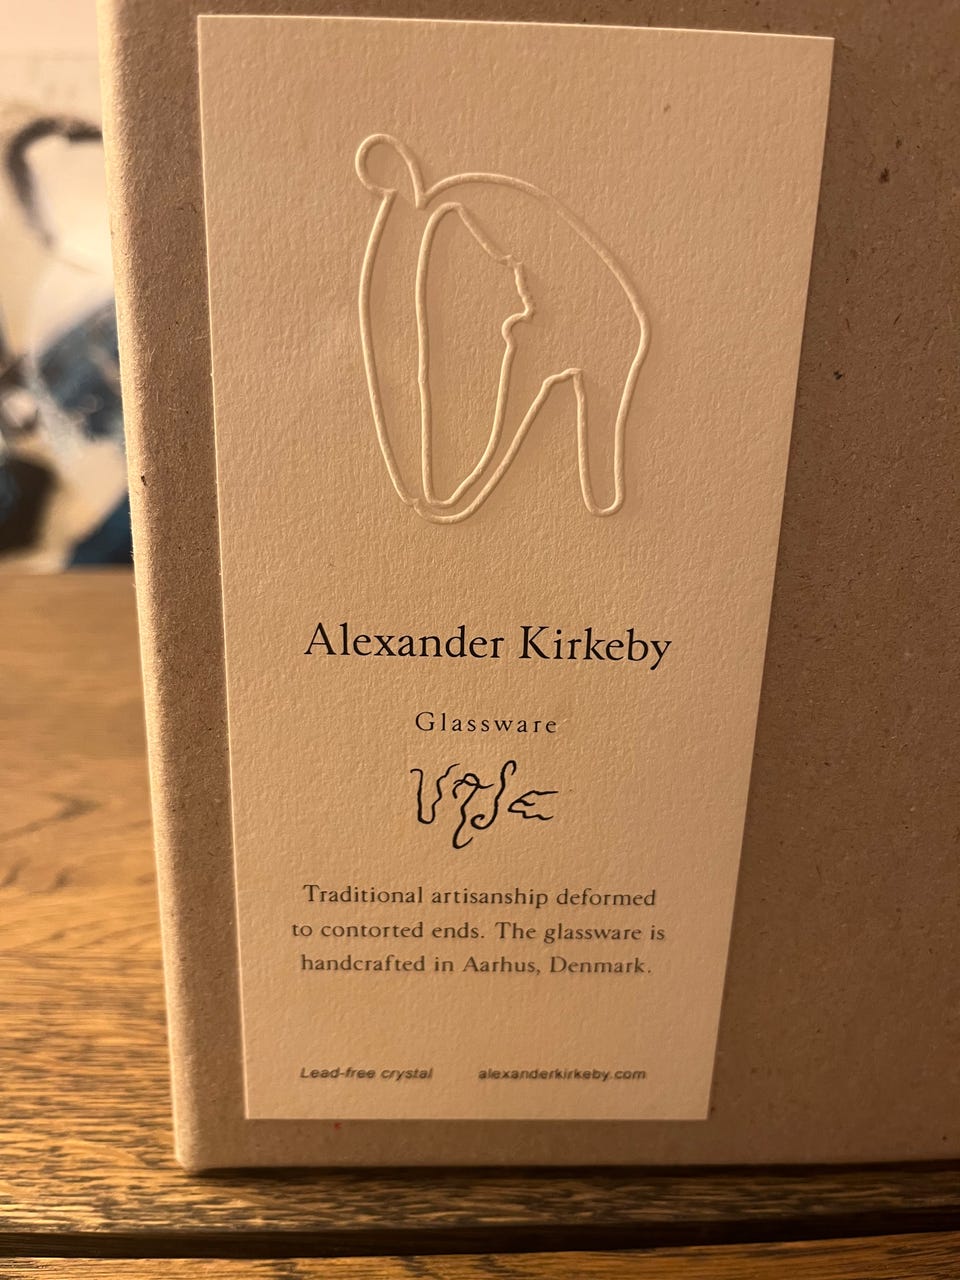 Alexander Kirkeby
Glassware
Vase
Traditional artisanship deformed
to contorted ends. The glassware is
handcrafted in Aarhus, Denmark.
Lead-free crystal alexanderkirkeby.com